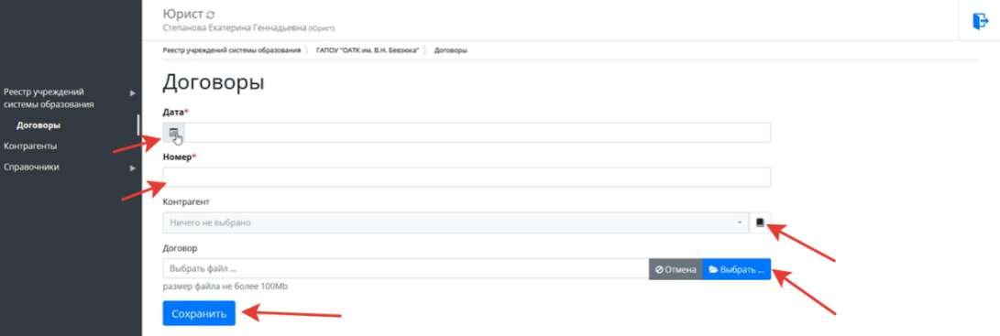 Юрист
Степанова Екатерина Геннадьевна (Юрист)
Реестр учреждений системы образования
ГАПОУ "ОАТК им. В.Н. Бевзюка"
Договоры
Реестр учреждений
системы образования
Договоры
Контрагенты
Справочники
Договоры
Дата*
Номер*
Контрагент
Ничего не выбрано
Договор
Выбрать файл ...
Отмена
Выбрать ...
размер файла не более 100Mb
Сохранить